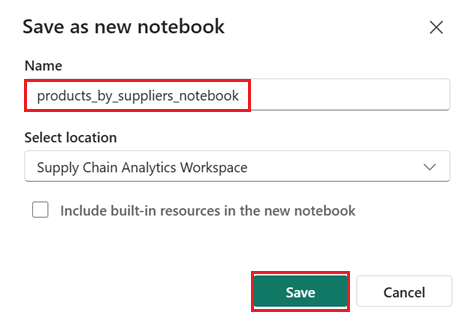 Save as new notebook
Name
products_by_suppliers_notebook
Select location
Supply Chain Analytics Workspace
Include built-in resources in the new notebook
Save
Cancel